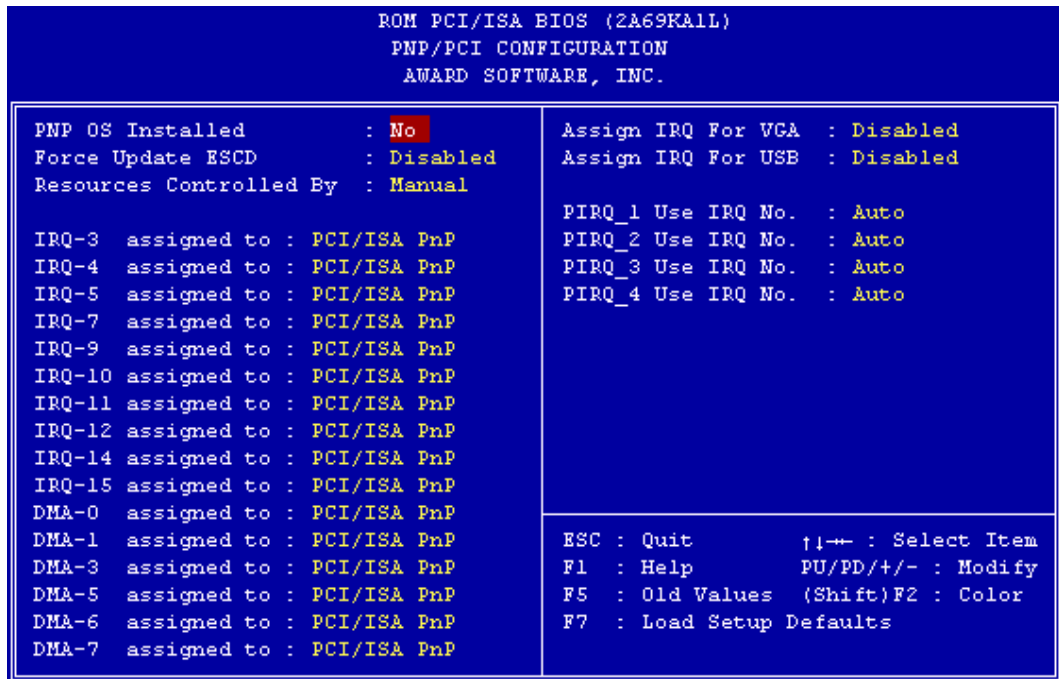 ROM PCI/ISA BIOS (2A69KA1L)
PNP/PCI CONFIGURATION
AWARD SOFTWARE, INC.
PNP OS Installed : No
Force Update ESCD : Disabled
Resources Controlled By : Manual
IRQ-3 assigned to : PCI/ISA PnP
IRQ-4 assigned to : PCI/ISA PnP
IRQ-5 assigned to : PCI/ISA PnP
IRQ-7 assigned to : PCI/ISA PnP
IRQ-9 assigned to : PCI/ISA PnP
IRQ-10 assigned to : PCI/ISA PnP
IRQ-11 assigned to : PCI/ISA PnP
IRQ-12 assigned to : PCI/ISA PnP
IRQ-14 assigned to : PCI/ISA PnP
IRQ-15 assigned to : PCI/ISA PnP
DMA-0 assigned to : PCI/ISA PnP
DMA-1 assigned to : PCI/ISA PnP
DMA-3 assigned to : PCI/ISA PnP
DMA-5 assigned to : PCI/ISA PnP
DMA-6 assigned to : PCI/ISA PnP
DMA-7 assigned to : PCI/ISA PnP
Assign IRQ For VGA : Disabled
Assign IRQ For USB : Disabled
PIRQ_1 Use IRQ No. : Auto
PIRQ_2 Use IRQ No. : Auto
PIRQ_3 Use IRQ No. : Auto
PIRQ_4 Use IRQ No. : Auto
ESC : Quit ↑↓→← : Select Item
F1 : Help PU/PD/+/- : Modify
F5 : Old Values (Shift)F2 : Color
F7 : Load Setup Defaults